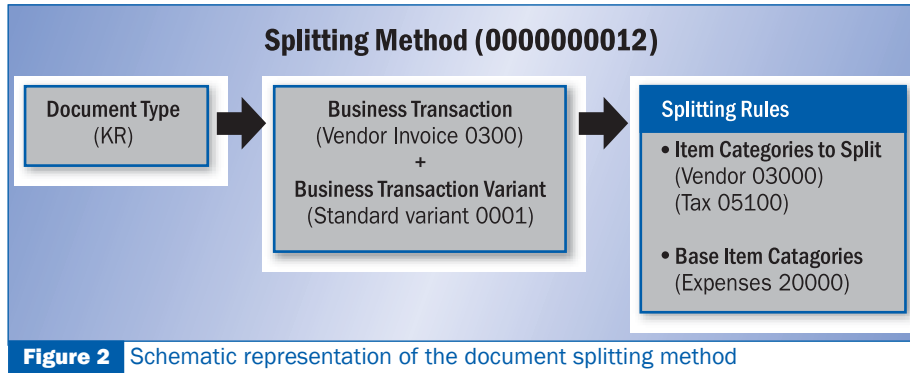 Splitting Method (0000000012)
Document Type
(KR)
Business Transaction
(Vendor Invoice 0300)
+
Business Transaction Variant
(Standard variant 0001)
Splitting Rules
• Item Categories to Split
(Vendor 03000)
(Tax 05100)
• Base Item Catagories
(Expenses 20000)
Figure 2 Schematic representation of the document splitting method